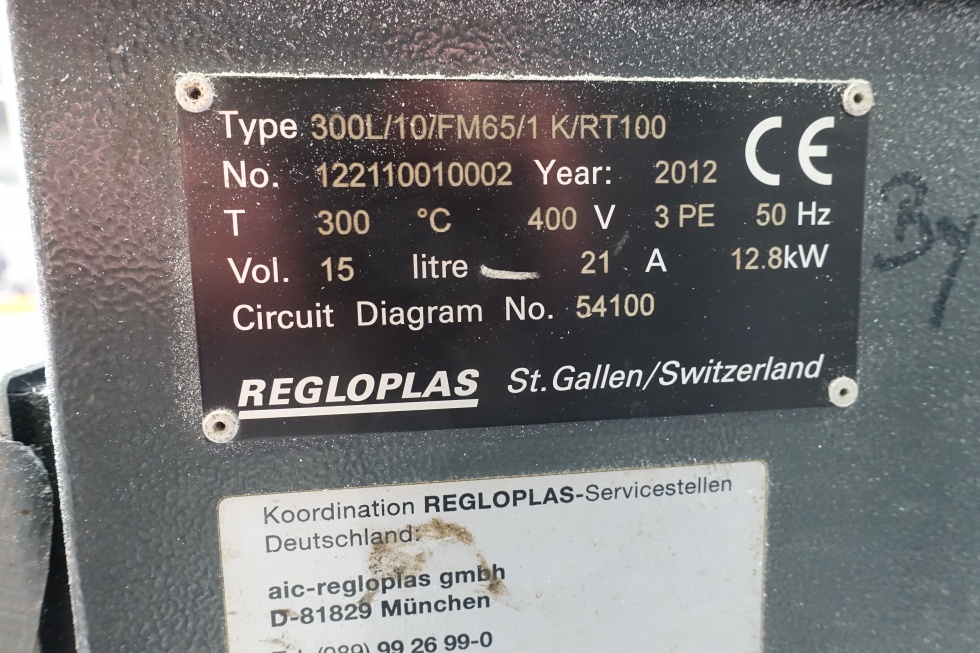 Type 300L/10/FM65/1 K/RT100
No. 122110010002 Year: 2012 CE
T 300 °C 400 V 3 PE 50 Hz
Vol. 15 litre 21 A 12.8kW
Circuit Diagram No. 54100
REGLOPLAS St.Gallen/Switzerland
Koordination REGLOPLAS-Servicestellen
Deutschland:
aic-regloplas gmbh
D-81829 München
Tel. (089) 99 26 99-0